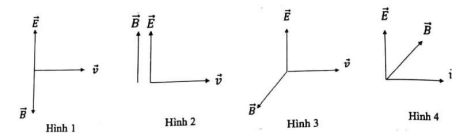 E⃗ B⃗ E⃗ E⃗ E⃗ B⃗
v⃗ v⃗ v⃗ i
B⃗ B⃗
Hình 1 Hình 2 Hình 3 Hình 4